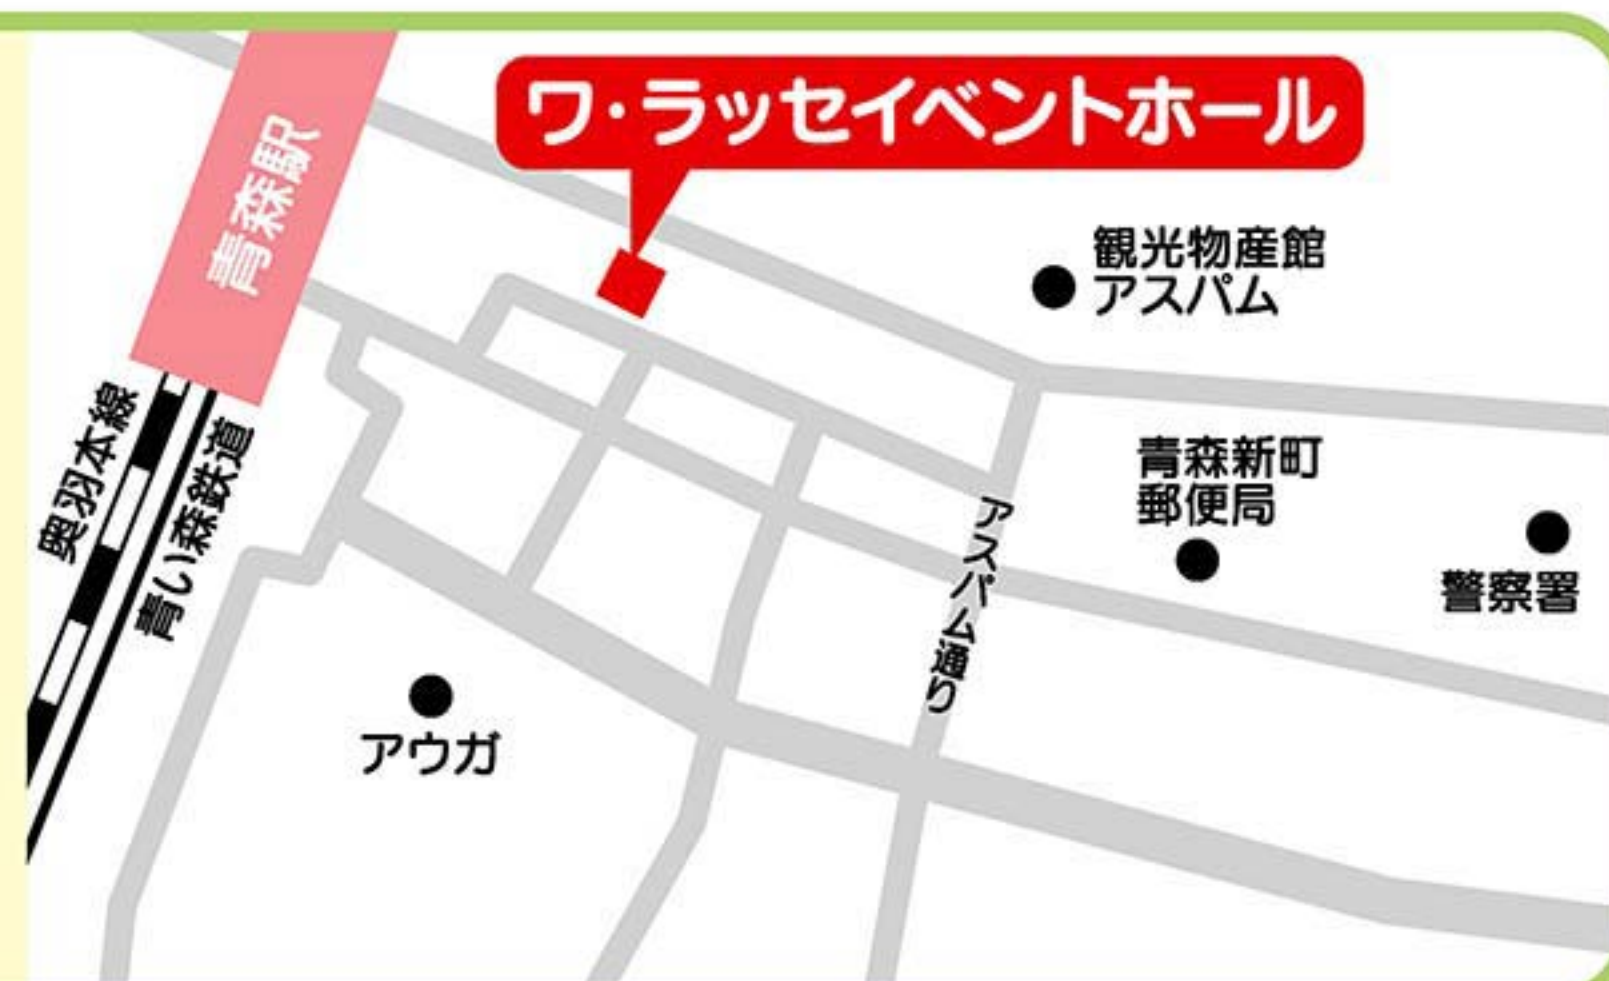 ワ・ラッセイベントホール
青森駅
観光物産館
アスパム
奥羽本線
青い森鉄道
青森新町
郵便局
警察署
アスパム通り
アウガ